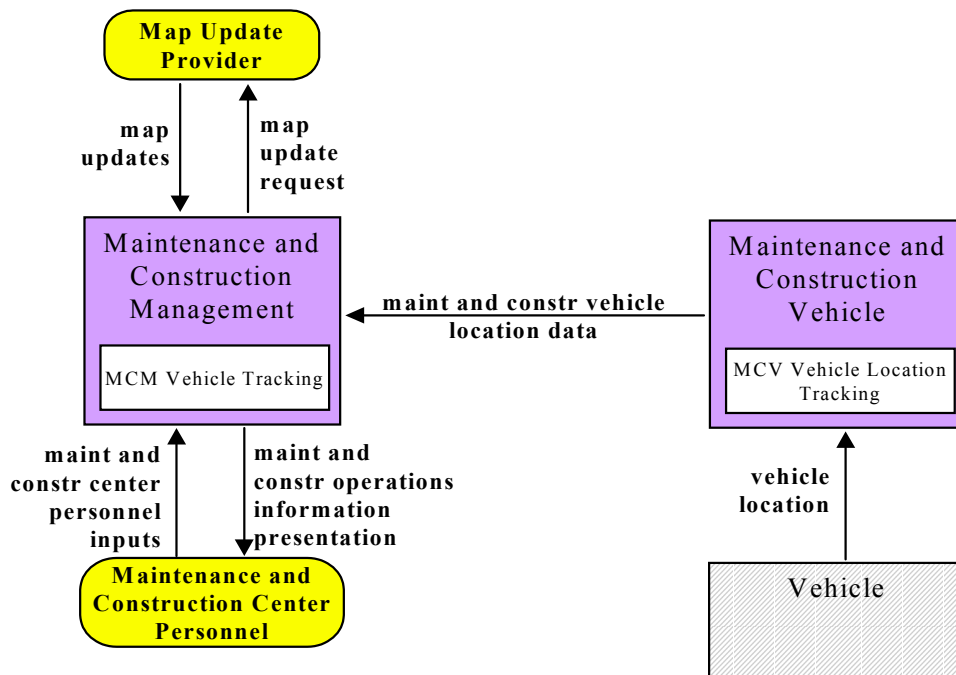 Map Update
Provider
map
updates
map
update
request
Maintenance and
Construction
Management
MCM Vehicle Tracking
maint and constr vehicle
location data
Maintenance and
Construction
Vehicle
MCV Vehicle Location
Tracking
maint and
constr center
personnel
inputs
maint and
constr operations
information
presentation
vehicle
location
Maintenance and
Construction Center
Personnel
Vehicle